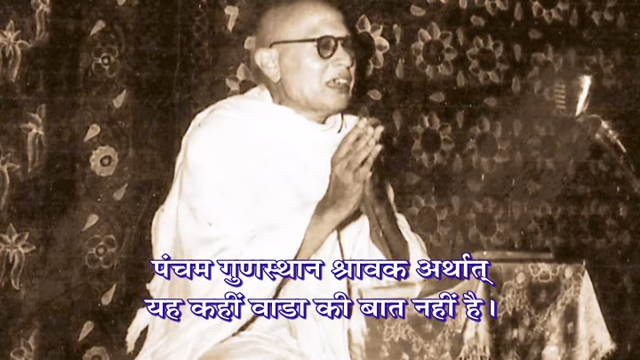 पंचम गुणस्थान श्रावक अर्थात्
यह कहीं वाडा की बात नहीं है।